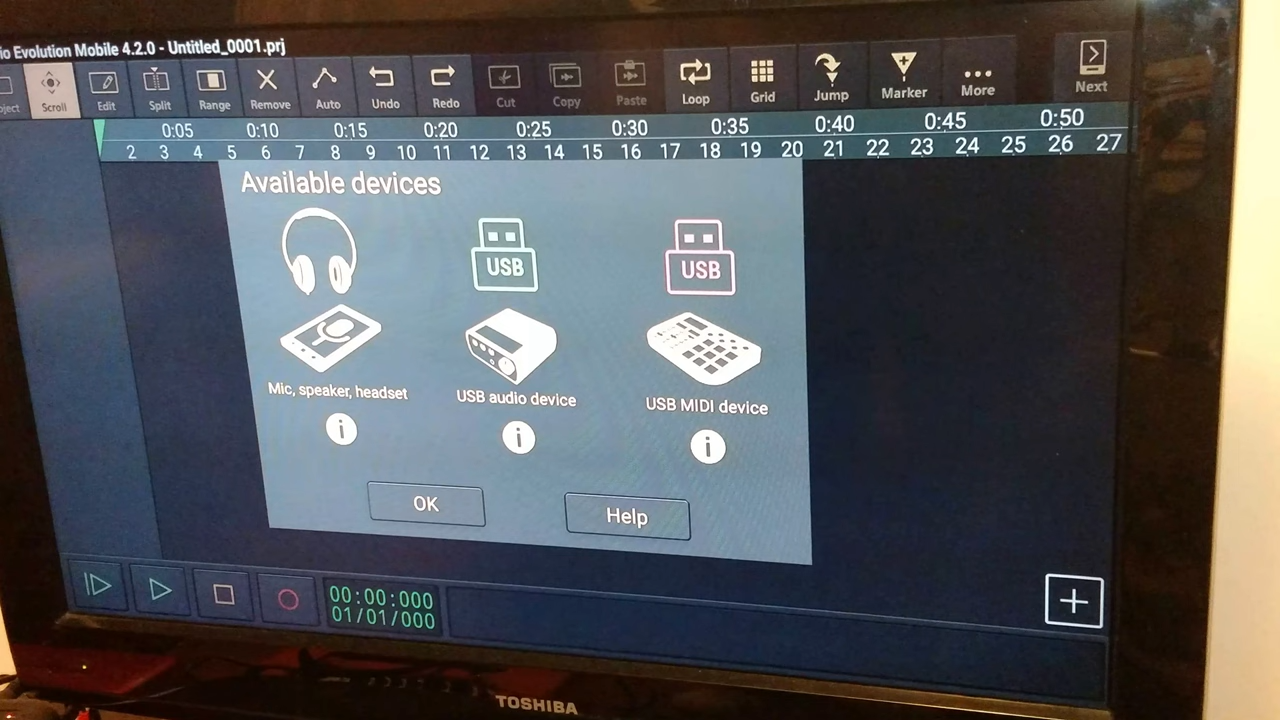 io Evolution Mobile 4.2.0 - Untitled_0001.prj
oject Scroll Edit Split Range Remove Auto Undo Redo Cut Copy Paste Loop Grid Jump Marker More Next
0:05 0:10 0:15 0:20 0:25 0:30 0:35 0:40 0:45 0:50
2 3 4 5 6 7 8 9 10 11 12 13 14 15 16 17 18 19 20 21 22 23 24 25 26 27
Available devices
USB USB
Mic, speaker, headset USB audio device USB MIDI device
i i i
OK Help
00:00:000
01/01/000
TOSHIBA